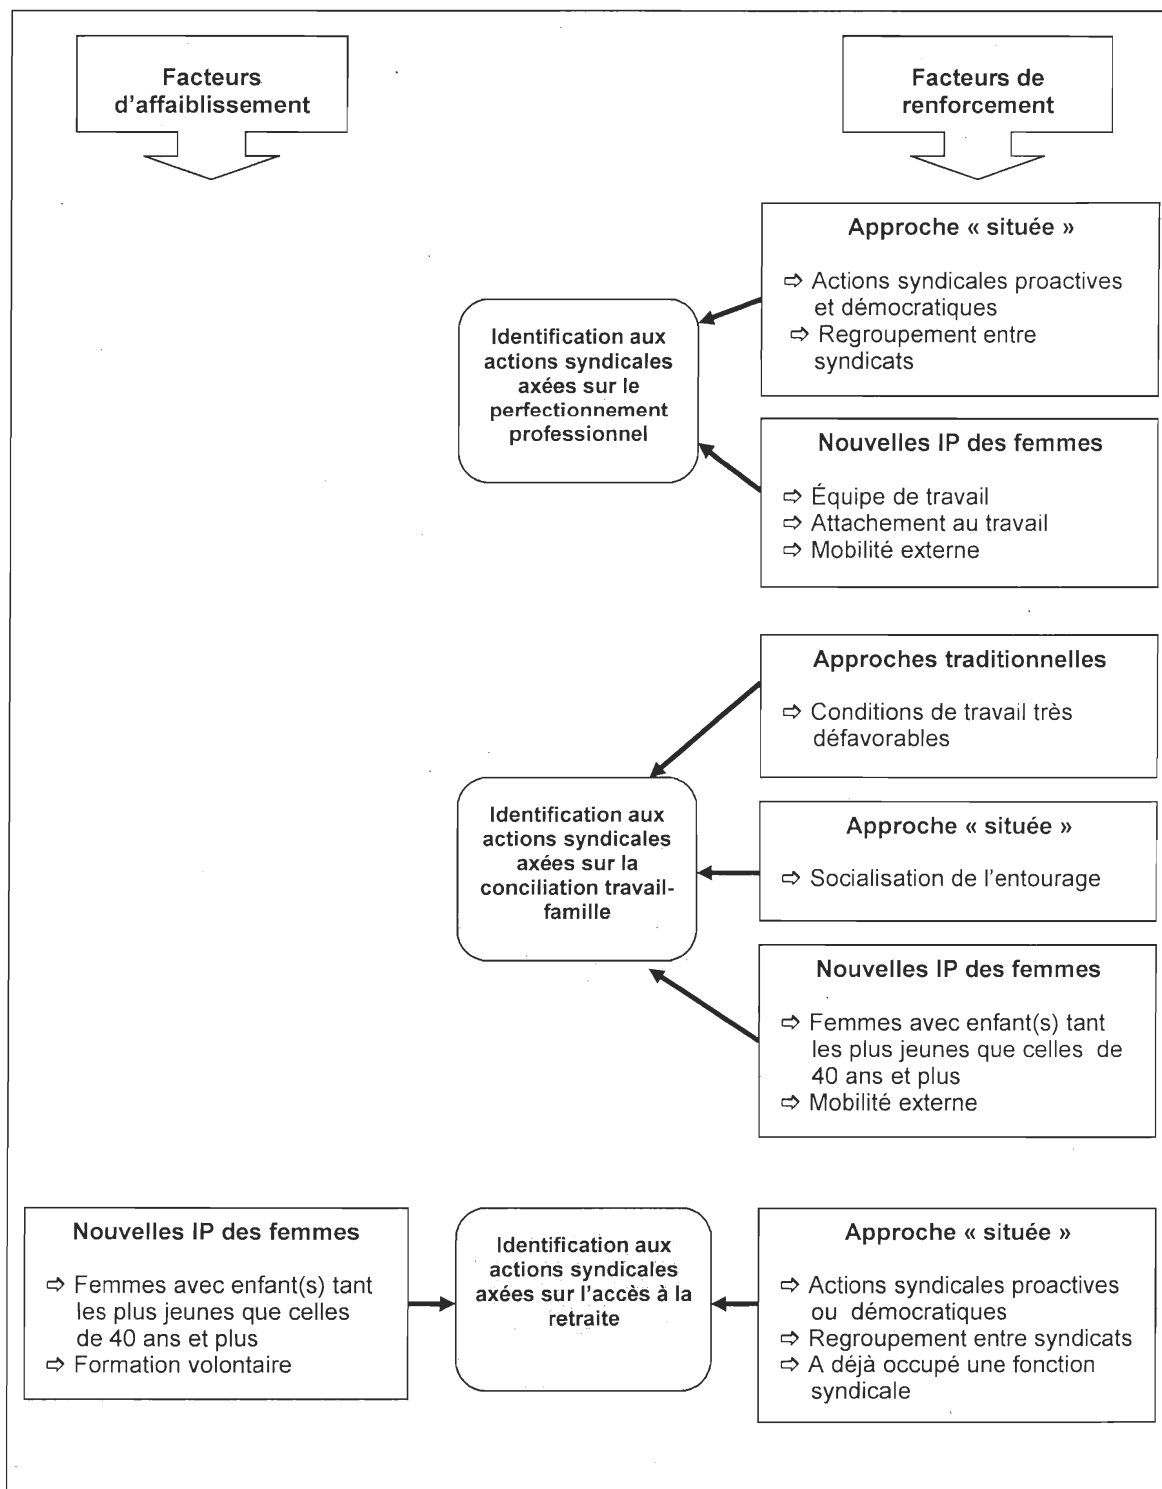 Facteurs
d'affaiblissement
Facteurs de
renforcement
Approche « située »
⇨ Actions syndicales proactives
et démocratiques
⇨ Regroupement entre
syndicats
Identification aux
actions syndicales
axées sur le
perfectionnement
professionnel
Nouvelles IP des femmes
⇨ Équipe de travail
⇨ Attachement au travail
⇨ Mobilité externe
Approches traditionnelles
⇨ Conditions de travail très
défavorables
Identification aux
actions syndicales
axées sur la
conciliation travail-
famille
Approche « située »
⇨ Socialisation de l'entourage
Nouvelles IP des femmes
⇨ Femmes avec enfant(s) tant
les plus jeunes que celles de
40 ans et plus
⇨ Mobilité externe
Nouvelles IP des femmes
⇨ Femmes avec enfant(s) tant
les plus jeunes que celles
de 40 ans et plus
⇨ Formation volontaire
Identification aux
actions syndicales
axées sur l'accès à la
retraite
Approche « située »
⇨ Actions syndicales proactives
ou démocratiques
⇨ Regroupement entre syndicats
⇨ A déjà occupé une fonction
syndicale